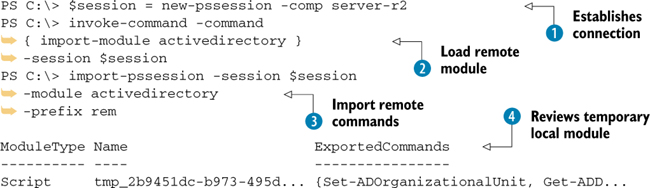 PS C:\> $session = new-pssession -comp server-r2
Establishes connection
1
PS C:\> invoke-command -command
{ import-module activedirectory }
-session $session
2
Load remote module
PS C:\> import-pssession -session $session
-module activedirectory
-prefix rem
3
Import remote commands
4
Reviews temporary local module
ModuleType Name ExportedCommands
---------- ---- ----------------
Script tmp_2b9451dc-b973-495d... {Set-ADOrganizationalUnit, Get-ADD...